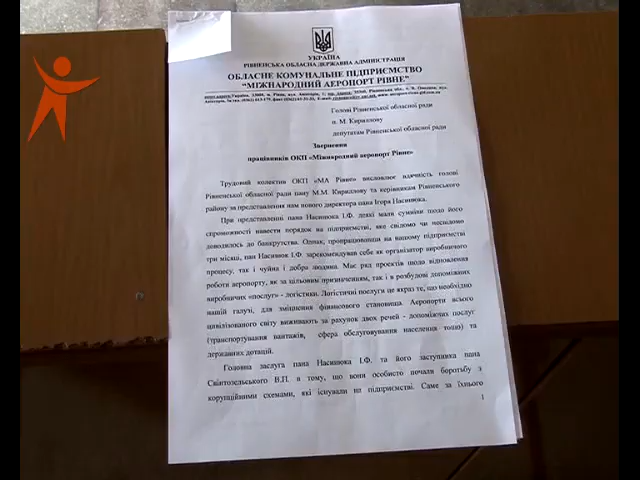 УКРАЇНА
РІВНЕНСЬКА ОБЛАСНА ДЕРЖАВНА АДМІНІСТРАЦІЯ
ОБЛАСНЕ КОМУНАЛЬНЕ ПІДПРИЄМСТВО
"МІЖНАРОДНИЙ АЕРОПОРТ РІВНЕ"
Голові Рівненської обласної ради
п. М. Кириллову
депутатам Рівненської обласної ради
Звернення
працівників ОКП «Міжнародний аеропорт Рівне»
Трудовий колектив ОКП «МА Рівне» висловлює вдячність голові
Рівненської обласної ради пану М.М. Кириллову та керівникам Рівненського
району за представлення нам нового директора пана Ігоря Насинюка.
При представленні пана Насинюка І.Ф. деякі мали сумніви щодо його
спроможності навести порядок на підприємстві, яке свідомо чи несвідомо
доводилось до банкрутства. Однак, пропрацювавши на нашому підприємстві
три місяці, пан Насинюк І.Ф. зарекомендував себе як організатор виробничого
процесу, так і чуйна і добра людина. Має ряд проектів щодо відновлення
роботи аеропорту, як за цільовим призначенням, так і в розбудові допоміжних
виробничих «послуг» - логістики. Логістичні послуги це якраз те, що необхідно
нашій галузі, для зміцнення фінансового становища. Аеропорти всього
цивілізованого світу виживають за рахунок двох речей - допоміжних послуг
(транспортування вантажів, сфера обслуговування населення тощо) та
державних дотацій.
Головна заслуга пана Насинюка І.Ф. та його заступника пана
Свінтозельського В.П. в тому, що вони особисто почали боротьбу з
корупційними схемами, які існували на підприємстві. Саме за їхнього
1